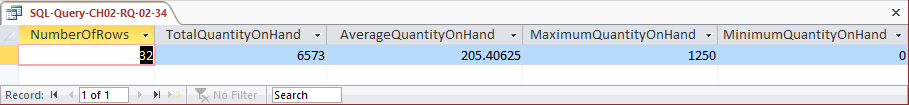 SQL-Query-CH02-RQ-02-34
NumberOfRows TotalQuantityOnHand AverageQuantityOnHand MaximumQuantityOnHand MinimumQuantityOnHand
32 6573 205.40625 1250 0
Record: 1 of 1 No Filter Search